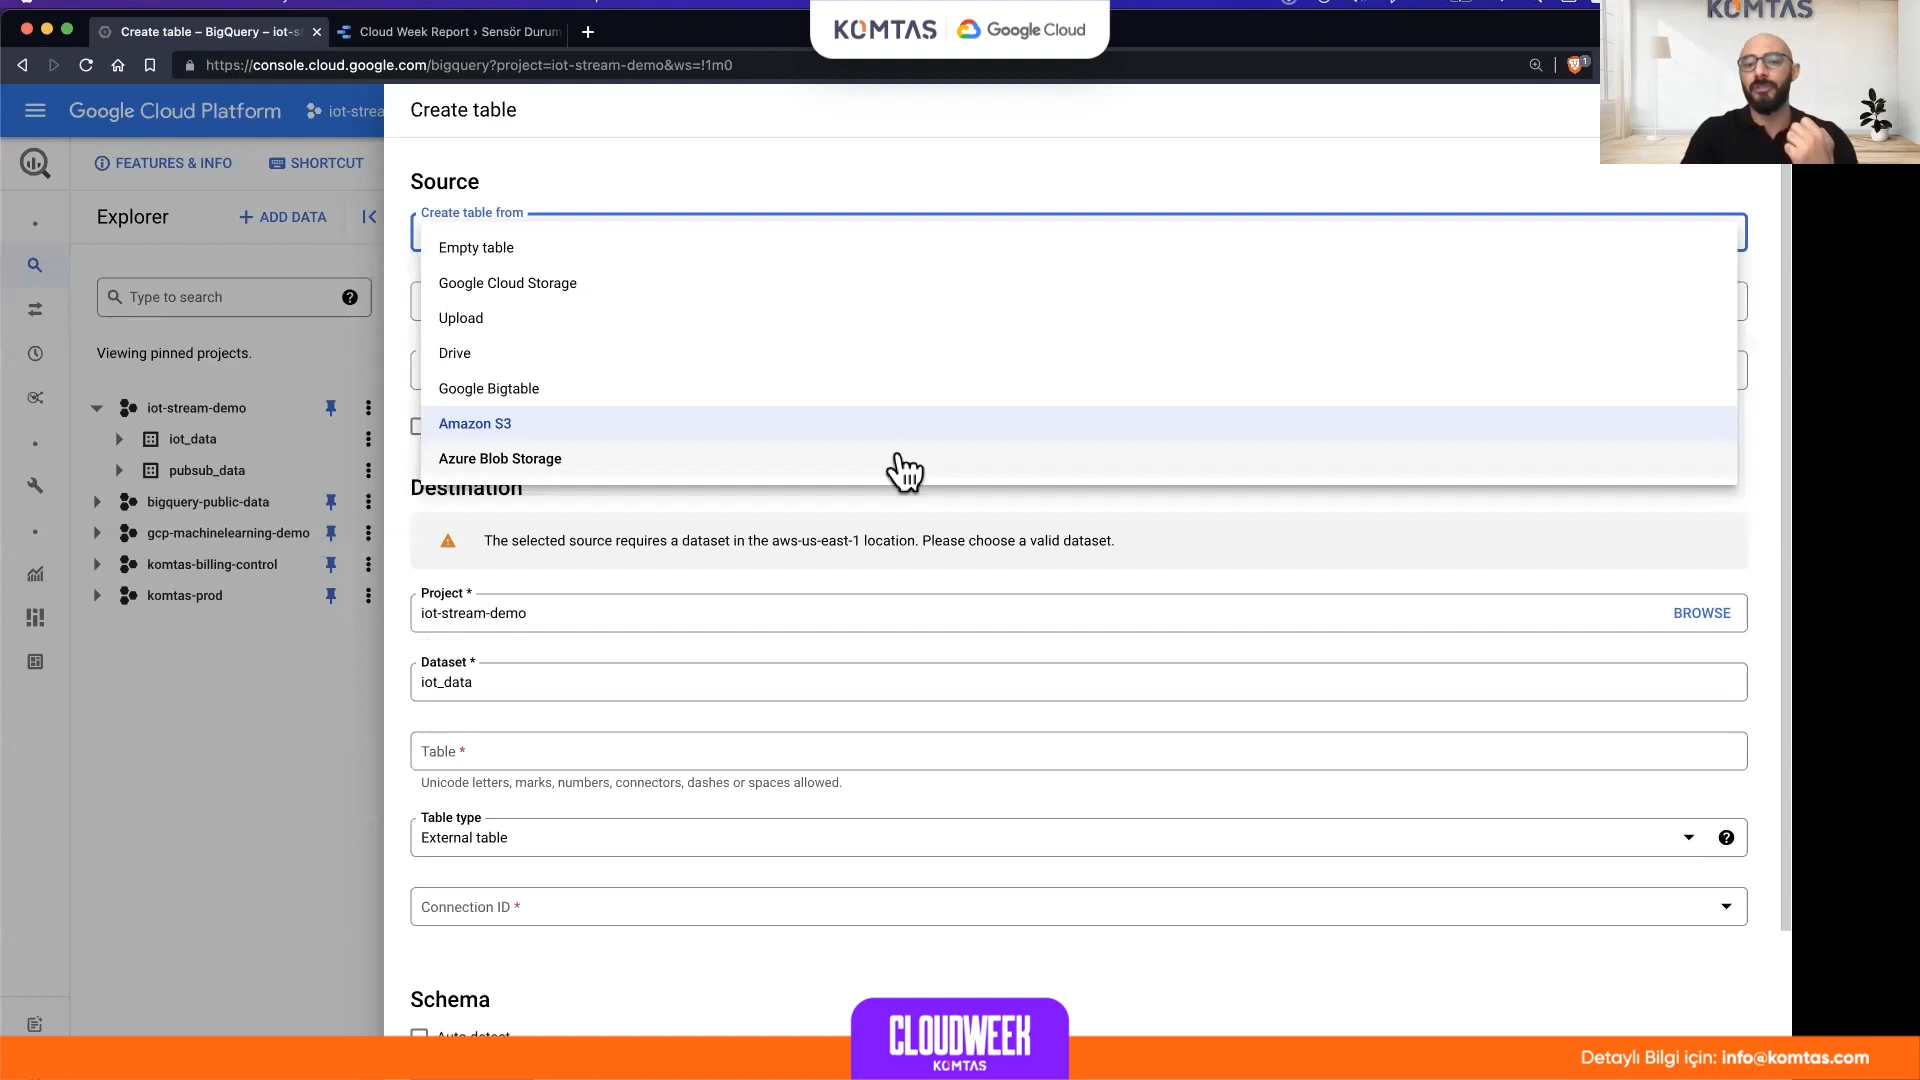 Create table – BigQuery – iot-s
Cloud Week Report › Sensör Durum
KOMTAS
Google Cloud
KOMTAS
https://console.cloud.google.com/bigquery?project=iot-stream-demo&ws=!1m0
1
Google Cloud Platform
iot-strea
Create table
FEATURES & INFO
SHORTCUT
Source
Explorer
ADD DATA
Create table from
Empty table
Google Cloud Storage
Type to search
Upload
Viewing pinned projects.
Drive
Google Bigtable
iot-stream-demo
Amazon S3
iot_data
Azure Blob Storage
pubsub_data
Destination
bigquery-public-data
gcp-machinelearning-demo
The selected source requires a dataset in the aws-us-east-1 location. Please choose a valid dataset.
komtas-billing-control
komtas-prod
Project *
iot-stream-demo
BROWSE
Dataset *
iot_data
Table *
Unicode letters, marks, numbers, connectors, dashes or spaces allowed.
Table type
External table
Connection ID *
Schema
Auto detect
CLOUDWEEK
KOMTAS
Detaylı Bilgi için: info@komtas.com